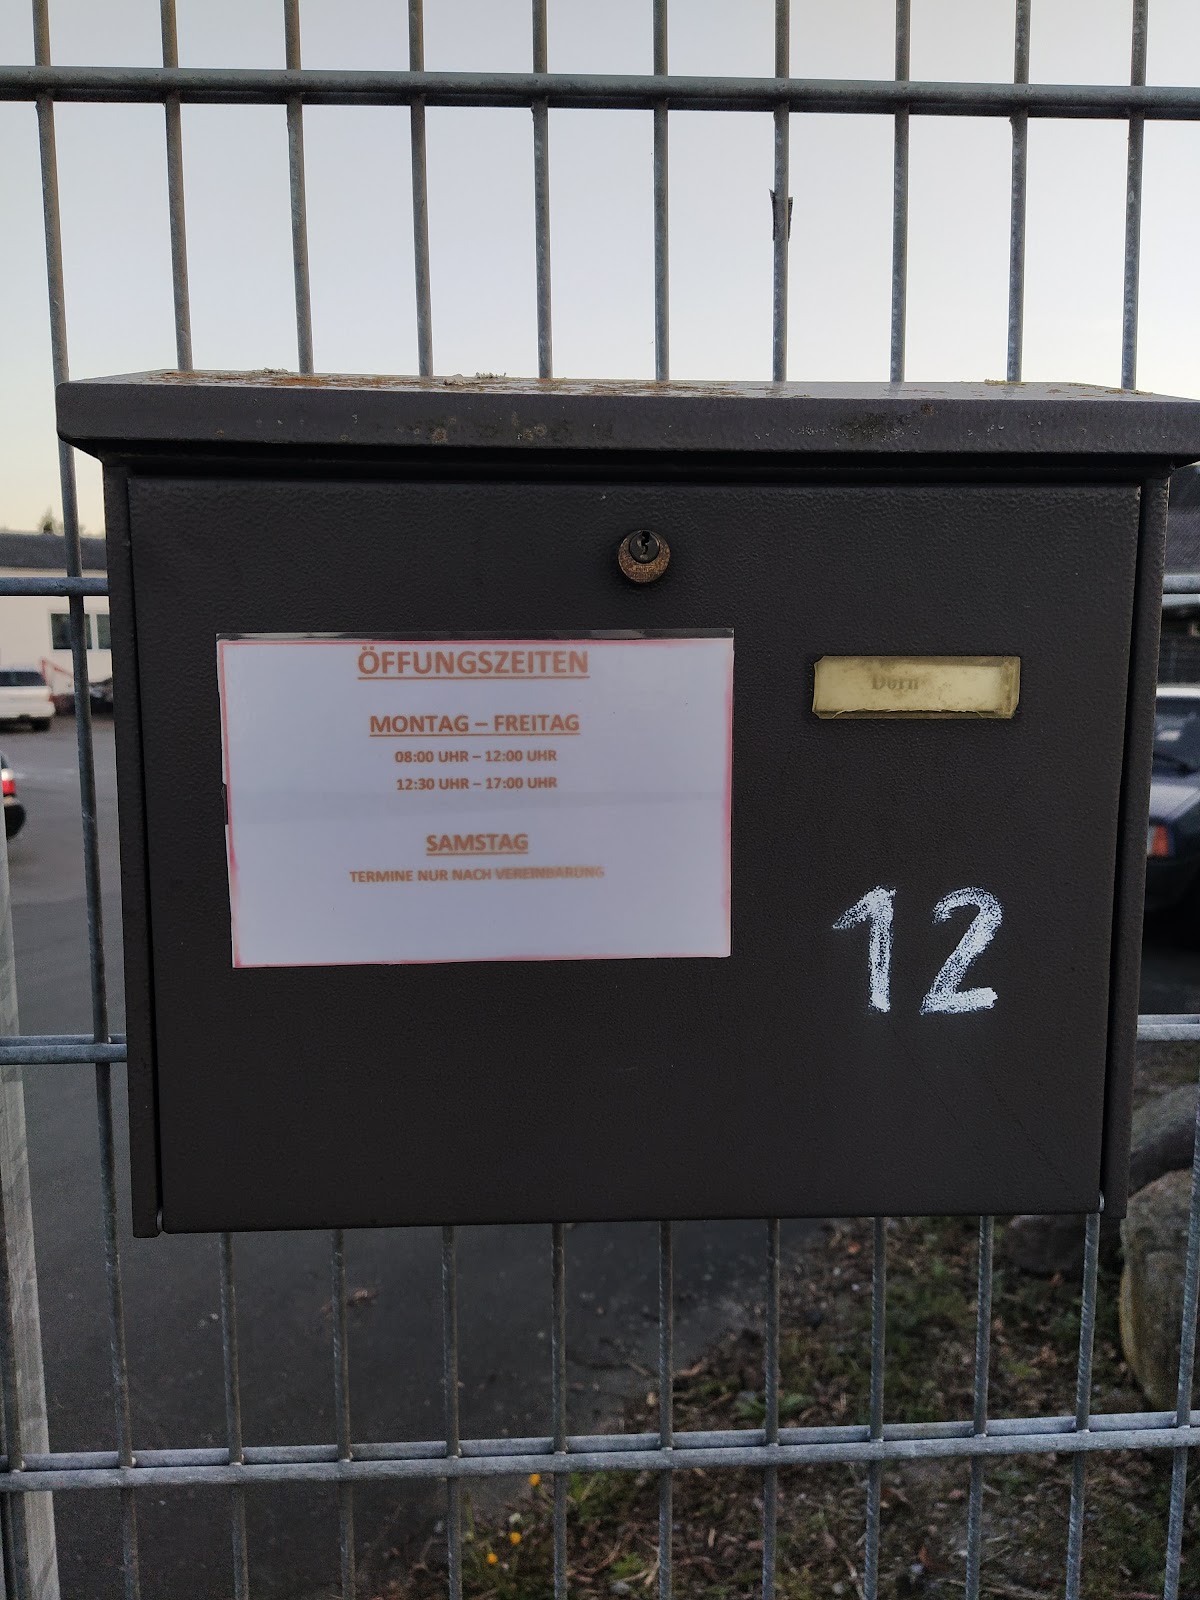 ÖFFUNGSZEITEN
MONTAG – FREITAG
08:00 UHR – 12:00 UHR
12:30 UHR – 17:00 UHR
SAMSTAG
TERMINE NUR NACH VEREINBARUNG
Dorn
12